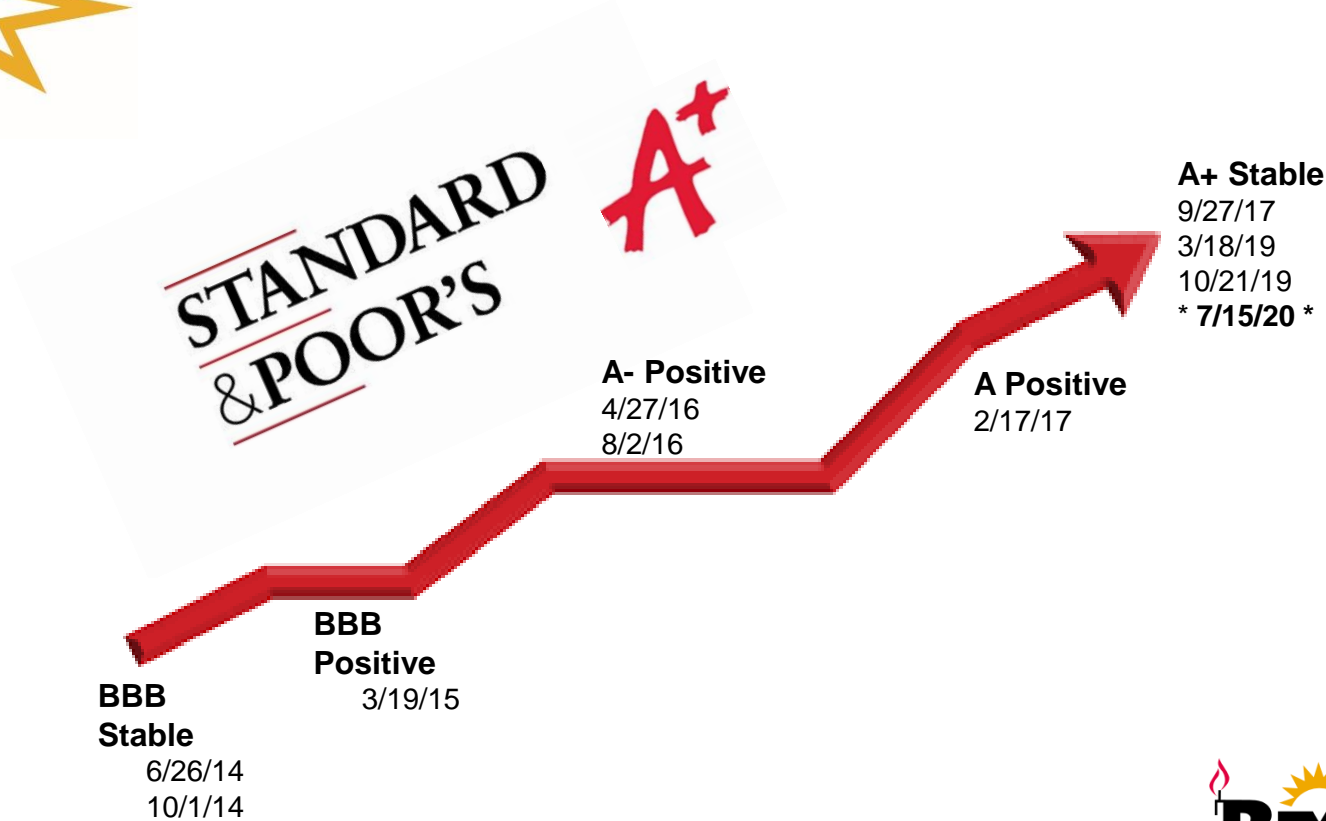 STANDARD
&POOR'S
A+
A+ Stable
9/27/17
3/18/19
10/21/19
* 7/15/20 *
A- Positive
4/27/16
8/2/16
A Positive
2/17/17
BBB
Positive
3/19/15
BBB
Stable
6/26/14
10/1/14